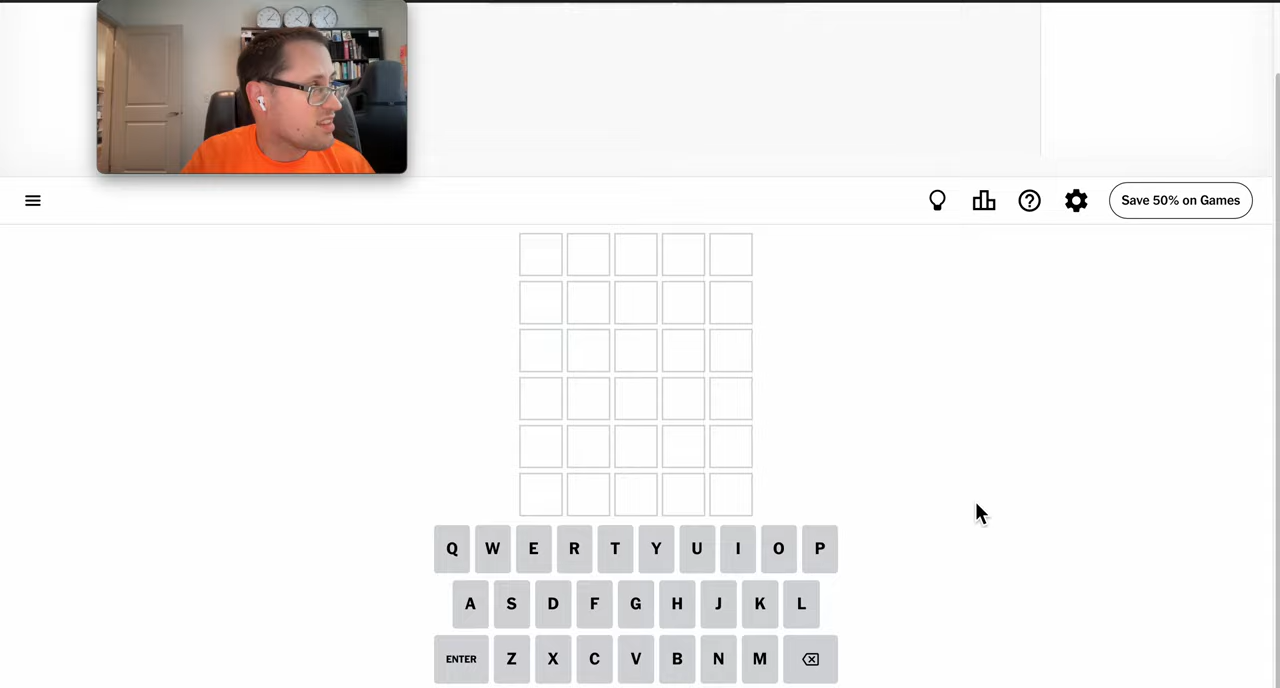 Save 50% on Games
Q W E R T Y U I O P
A S D F G H J K L
ENTER Z X C V B N M